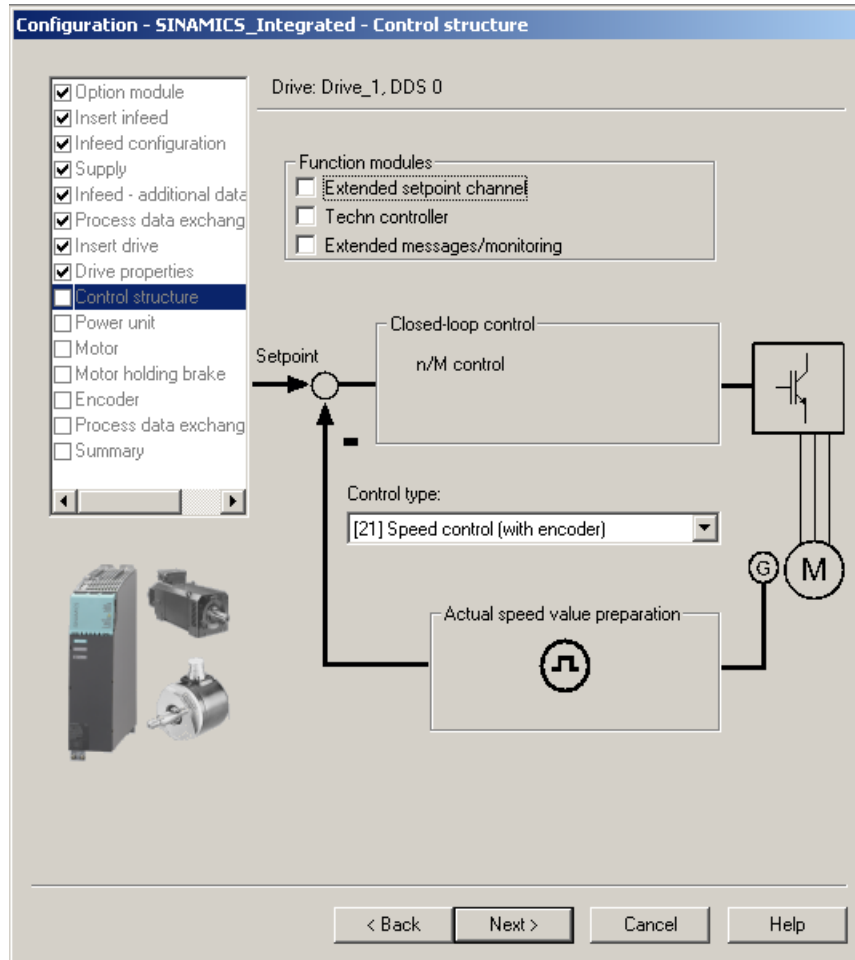 Configuration - SINAMICS_Integrated - Control structure
Option module
Insert infeed
Infeed configuration
Supply
Infeed - additional data
Process data exchang
Insert drive
Drive properties
Control structure
Power unit
Motor
Motor holding brake
Encoder
Process data exchang
Summary
Drive: Drive_1, DDS 0
Function modules
Extended setpoint channel
Techn controller
Extended messages/monitoring
Setpoint
Closed-loop control
n/M control
Control type:
[21] Speed control (with encoder)
G
M
Actual speed value preparation
< Back
Next >
Cancel
Help